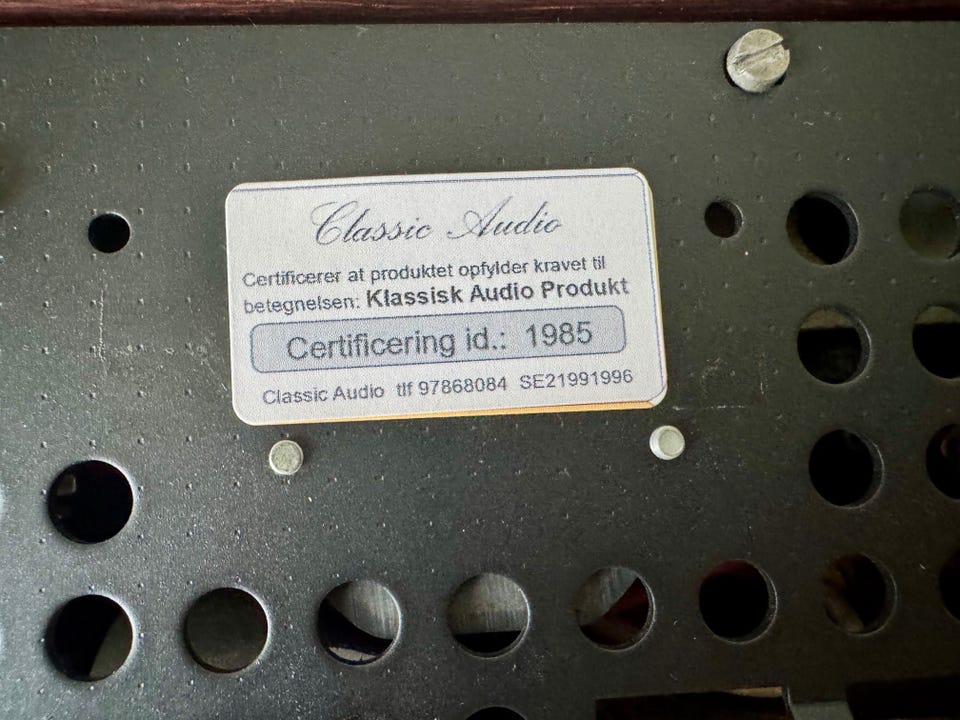 Classic Audio
Certificerer at produktet opfylder kravet til
betegnelsen: Klassisk Audio Produkt
Certificering id.: 1985
Classic Audio tlf 97868084 SE21991996